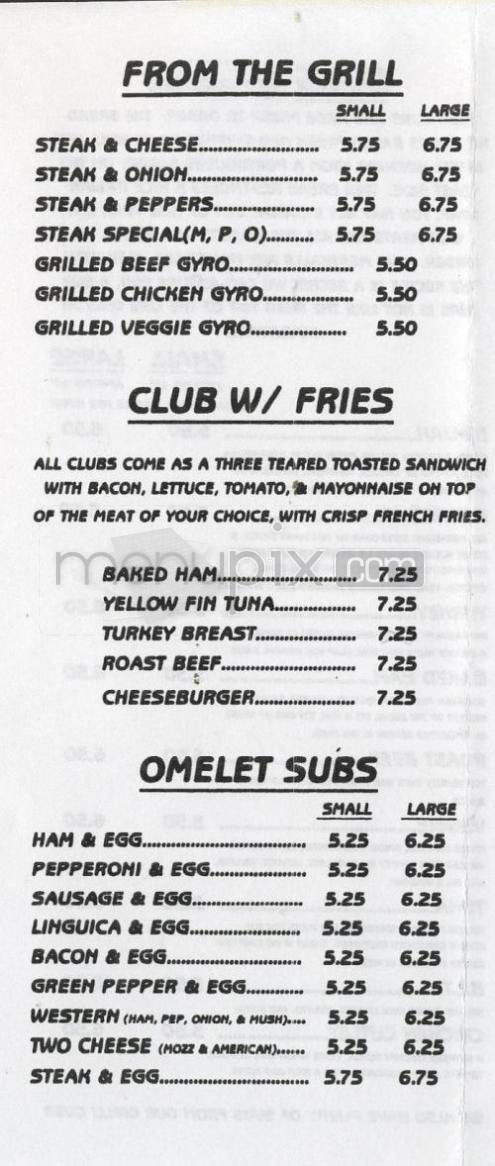 FROM THE GRILL
SMALL LARGE
STEAK & CHEESE.................... 5.75 6.75
STEAK & ONION..................... 5.75 6.75
STEAK & PEPPERS................... 5.75 6.75
STEAK SPECIAL(M, P, O).......... 5.75 6.75
GRILLED BEEF GYRO.................... 5.50
GRILLED CHICKEN GYRO............... 5.50
GRILLED VEGGIE GYRO................ 5.50
CLUB W/ FRIES
ALL CLUBS COME AS A THREE TEARED TOASTED SANDWICH
WITH BACON, LETTUCE, TOMATO, & MAYONNAISE ON TOP
OF THE MEAT OF YOUR CHOICE, WITH CRISP FRENCH FRIES.
menupix.com
BAKED HAM....................... 7.25
YELLOW FIN TUNA.............. 7.25
TURKEY BREAST................. 7.25
ROAST BEEF....................... 7.25
CHEESEBURGER.................. 7.25
OMELET SUBS
SMALL LARGE
HAM & EGG............................. 5.25 6.25
PEPPERONI & EGG................. 5.25 6.25
SAUSAGE & EGG.................... 5.25 6.25
LINGUICA & EGG.................... 5.25 6.25
BACON & EGG........................ 5.25 6.25
GREEN PEPPER & EGG.......... 5.25 6.25
WESTERN (HAM, PEP, ONION, & MUSH).... 5.25 6.25
TWO CHEESE (MOZZ & AMERICAN)..... 5.25 6.25
STEAK & EGG.......................... 5.75 6.75